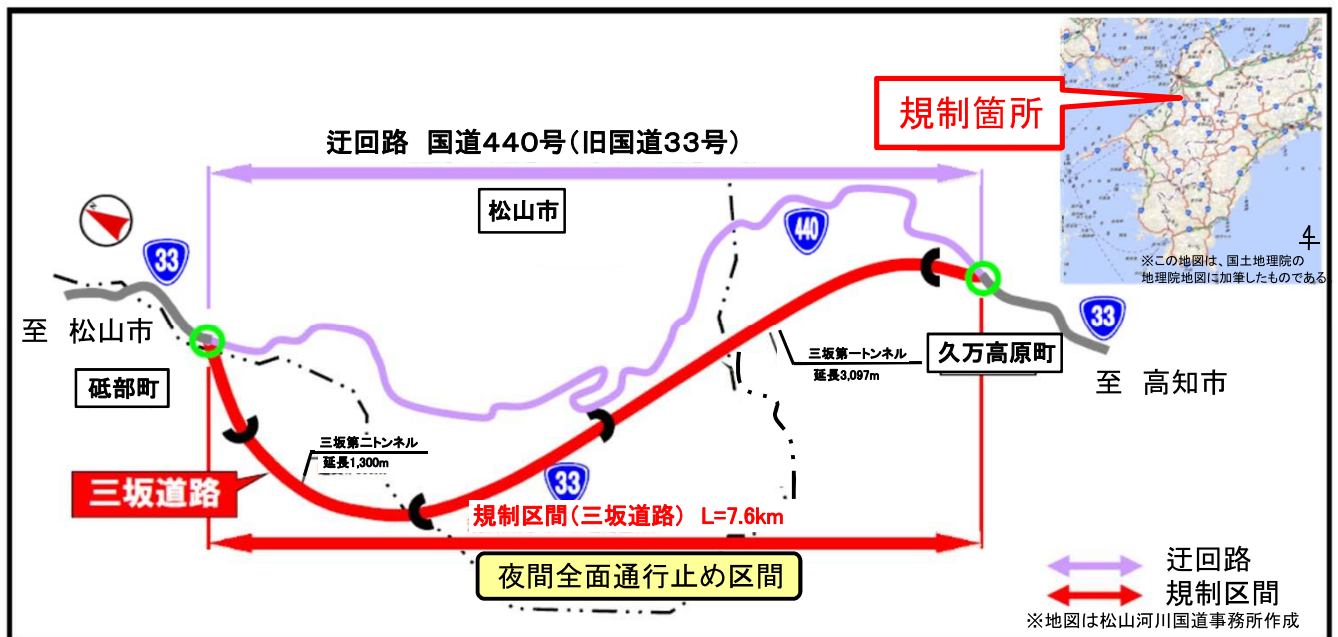 規制箇所
※この地図は、国土地理院の
地理院地図に加筆したものである
迂回路 国道440号(旧国道33号)
松山市
33
440
至 松山市
砥部町
33
三坂第一トンネル
延長3,097m
久万高原町
至 高知市
三坂第二トンネル
延長1,300m
三坂道路
33
規制区間(三坂道路) L=7.6km
夜間全面通行止め区間
迂回路
規制区間
※地図は松山河川国道事務所作成